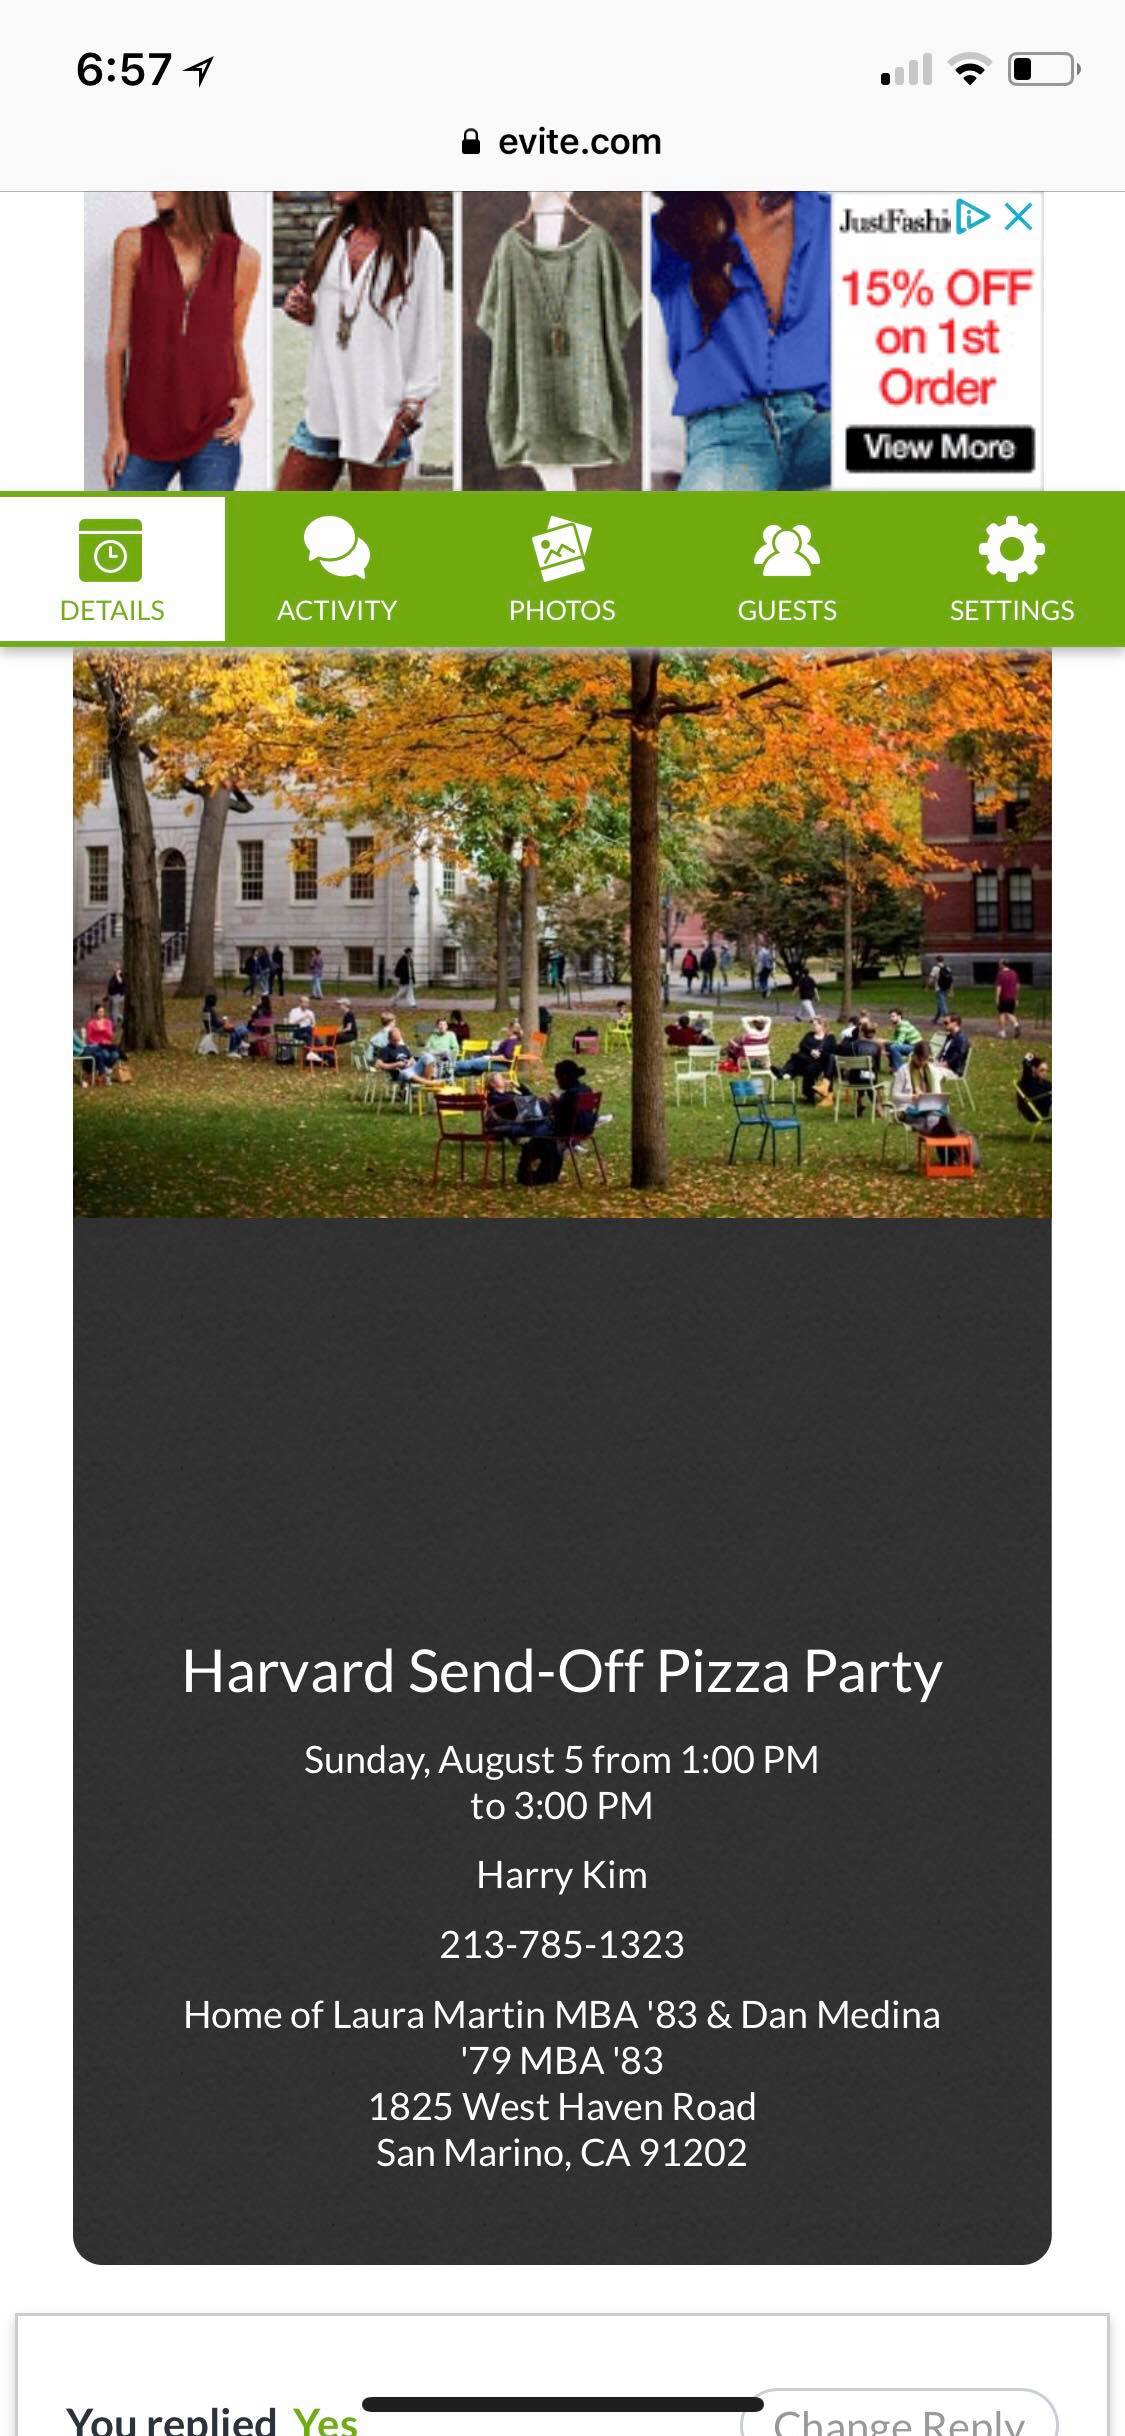 6:57
evite.com
JustFashi
15% OFF
on 1st
Order
View More
DETAILS
ACTIVITY
PHOTOS
GUESTS
SETTINGS
Harvard Send-Off Pizza Party
Sunday, August 5 from 1:00 PM
to 3:00 PM
Harry Kim
213-785-1323
Home of Laura Martin MBA '83 & Dan Medina
'79 MBA '83
1825 West Haven Road
San Marino, CA 91202
You replied Yes
Change Reply